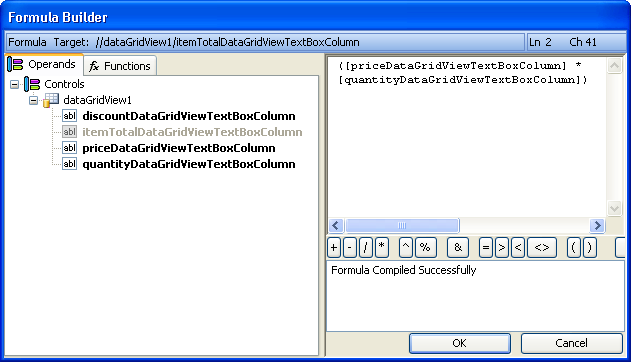 Formula Builder
Formula Target: //dataGridView1/itemTotalDataGridViewTextBoxColumn
Ln 2 Ch 41
Operands
fx Functions
Controls
dataGridView1
abl discountDataGridViewTextBoxColumn
abl itemTotalDataGridViewTextBoxColumn
abl priceDataGridViewTextBoxColumn
abl quantityDataGridViewTextBoxColumn
([priceDataGridViewTextBoxColumn] *
[quantityDataGridViewTextBoxColumn])
+ - / * ^ % & = > < <> ( )
Formula Compiled Successfully
OK Cancel